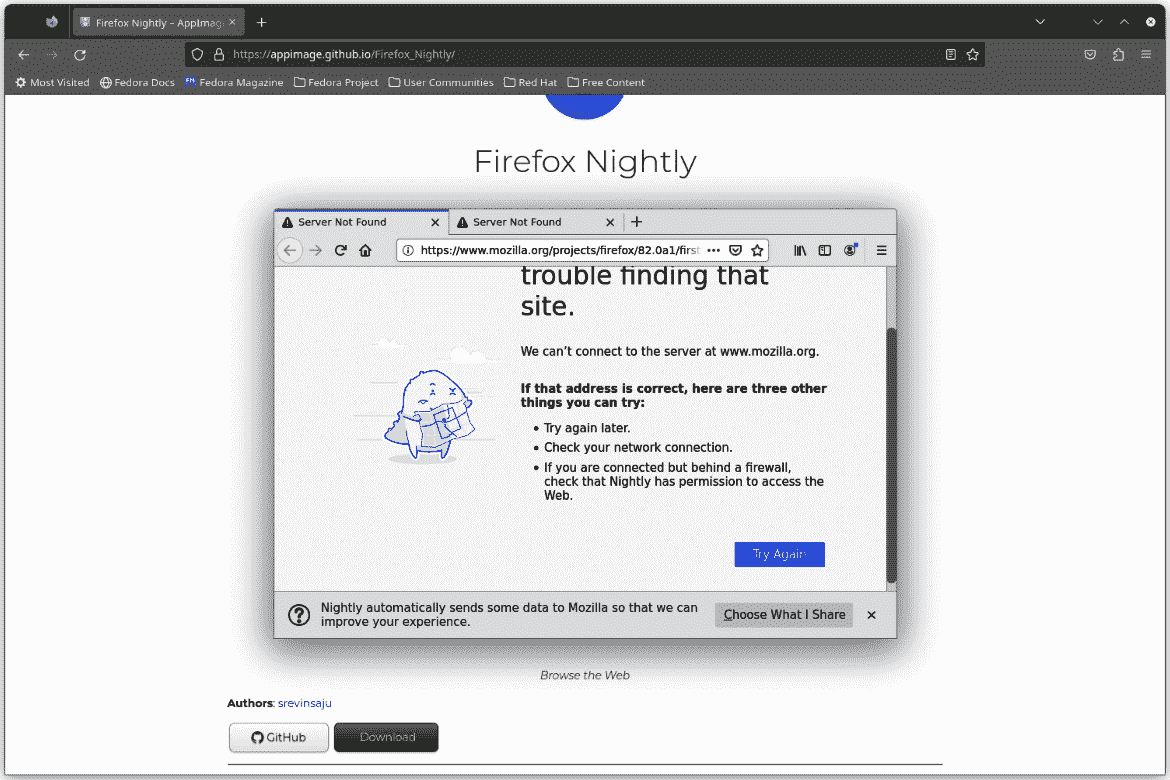 Firefox Nightly – AppImag
https://appimage.github.io/Firefox_Nightly/
Most Visited Fedora Docs Fedora Magazine Fedora Project User Communities Red Hat Free Content
Firefox Nightly
Server Not Found Server Not Found
https://www.mozilla.org/projects/firefox/82.0a1/first
trouble finding that
site.
We can’t connect to the server at www.mozilla.org.
If that address is correct, here are three other
things you can try:
• Try again later.
• Check your network connection.
• If you are connected but behind a firewall,
check that Nightly has permission to access the
Web.
Try Again
Nightly automatically sends some data to Mozilla so that we can
improve your experience.
Choose What I Share
Browse the Web
Authors: srevinsaju
GitHub Download